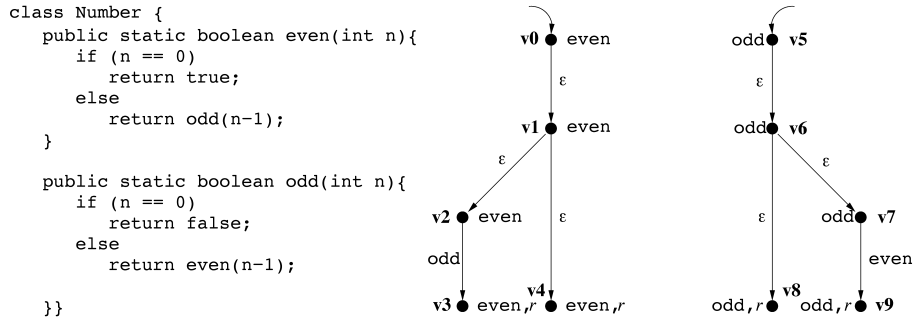 class Number {
public static boolean even(int n){
if (n == 0)
return true;
else
return odd(n-1);
}
public static boolean odd(int n){
if (n == 0)
return false;
else
return even(n-1);
}}
v0 even
ε
v1 even
ε
v2 even
ε
odd
v3 even,r
v4 even,r
odd v5
ε
odd v6
ε
ε
odd v7
even
v8
odd,r
odd,r v9